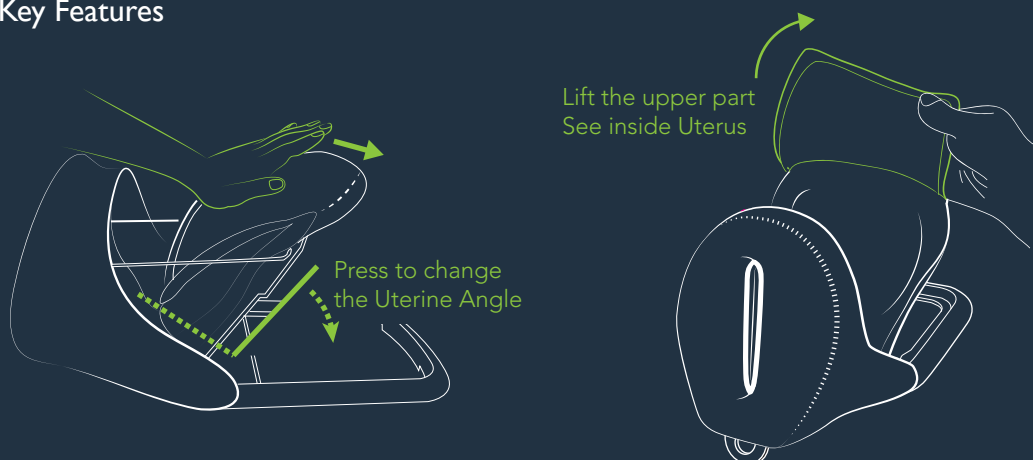 Key Features
Lift the upper part
See inside Uterus
Press to change
the Uterine Angle